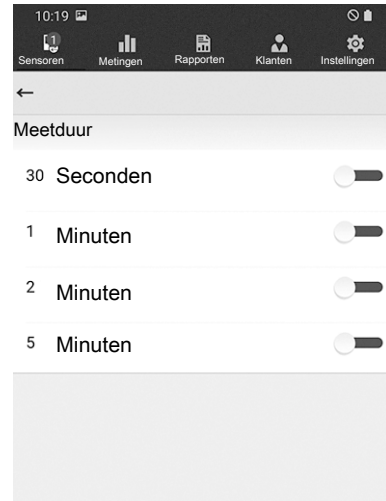 10:19
1
Sensoren Metingen Rapporten Klanten Instellingen
Meetduur
30 Seconden
1 Minuten
2 Minuten
5 Minuten